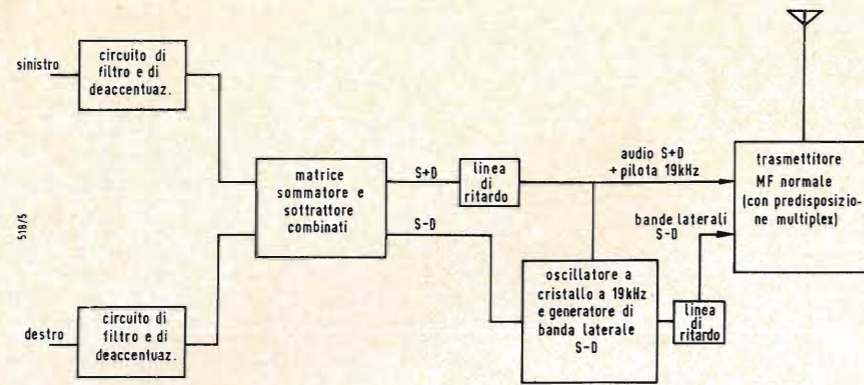 sinistro
circuito di
filtro e di
deaccentuaz.
518/5
destro
circuito di
filtro e di
deaccentuaz.
matrice
sommatore e
sottrattore
combinati
S+D
S-D
linea
di
ritardo
audio S+D
+pilota 19kHz
bande laterali
S-D
oscillatore a
cristallo a 19kHz
e generatore di
banda laterale
S-D
linea
di
ritardo
trasmettitore
MF normale
(con predisposizio-
ne multiplex)